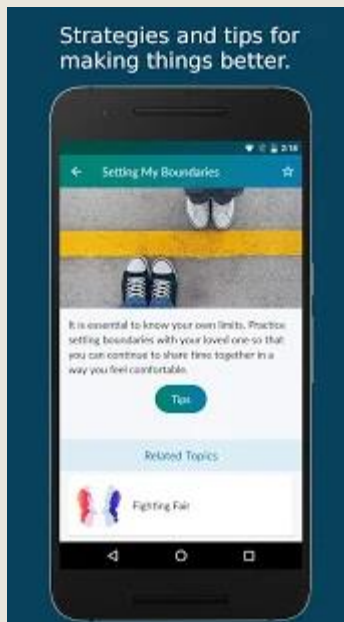 Strategies and tips for
making things better.
2:18
Setting My Boundaries
It is essential to know your own limits. Practice
setting boundaries with your loved one so that
you can continue to share time together in a
way you feel comfortable.
Tips
Related Topics
Fighting Fair